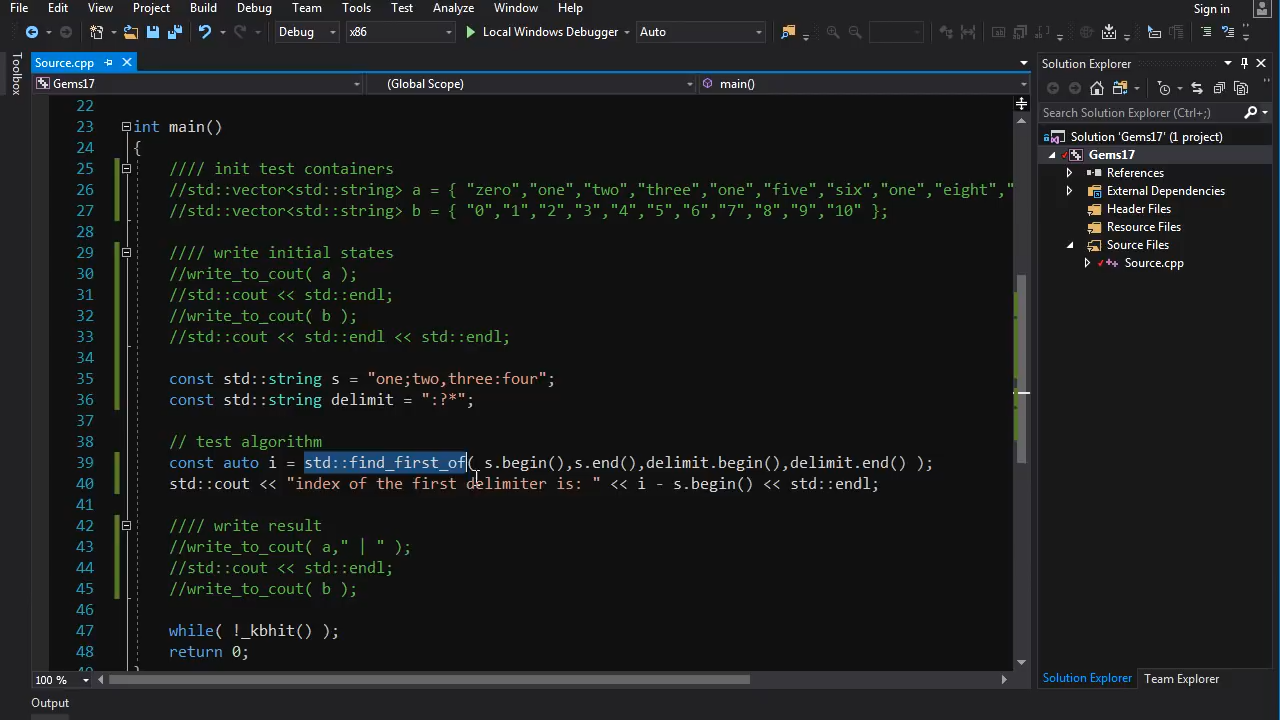 File Edit View Project Build Debug Team Tools Test Analyze Window Help Sign in
Debug x86 Local Windows Debugger Auto
Toolbox
Source.cpp
Gems17 (Global Scope) main()
22
23 int main()
24 {
25 //// init test containers
26 //std::vector<std::string> a = { "zero","one","two","three","one","five","six","one","eight","
27 //std::vector<std::string> b = { "0","1","2","3","4","5","6","7","8","9","10" };
28
29 //// write initial states
30 //write_to_cout( a );
31 //std::cout << std::endl;
32 //write_to_cout( b );
33 //std::cout << std::endl << std::endl;
34
35 const std::string s = "one;two,three:four";
36 const std::string delimit = ":?*";
37
38 // test algorithm
39 const auto i = std::find_first_of( s.begin(),s.end(),delimit.begin(),delimit.end() );
40 std::cout << "index of the first delimiter is: " << i - s.begin() << std::endl;
41
42 //// write result
43 //write_to_cout( a," | " );
44 //std::cout << std::endl;
45 //write_to_cout( b );
46
47 while( !_kbhit() );
48 return 0;
49 }
100 %
Output
Solution Explorer
Search Solution Explorer (Ctrl+;)
Solution 'Gems17' (1 project)
Gems17
References
External Dependencies
Header Files
Resource Files
Source Files
Source.cpp
Solution Explorer Team Explorer